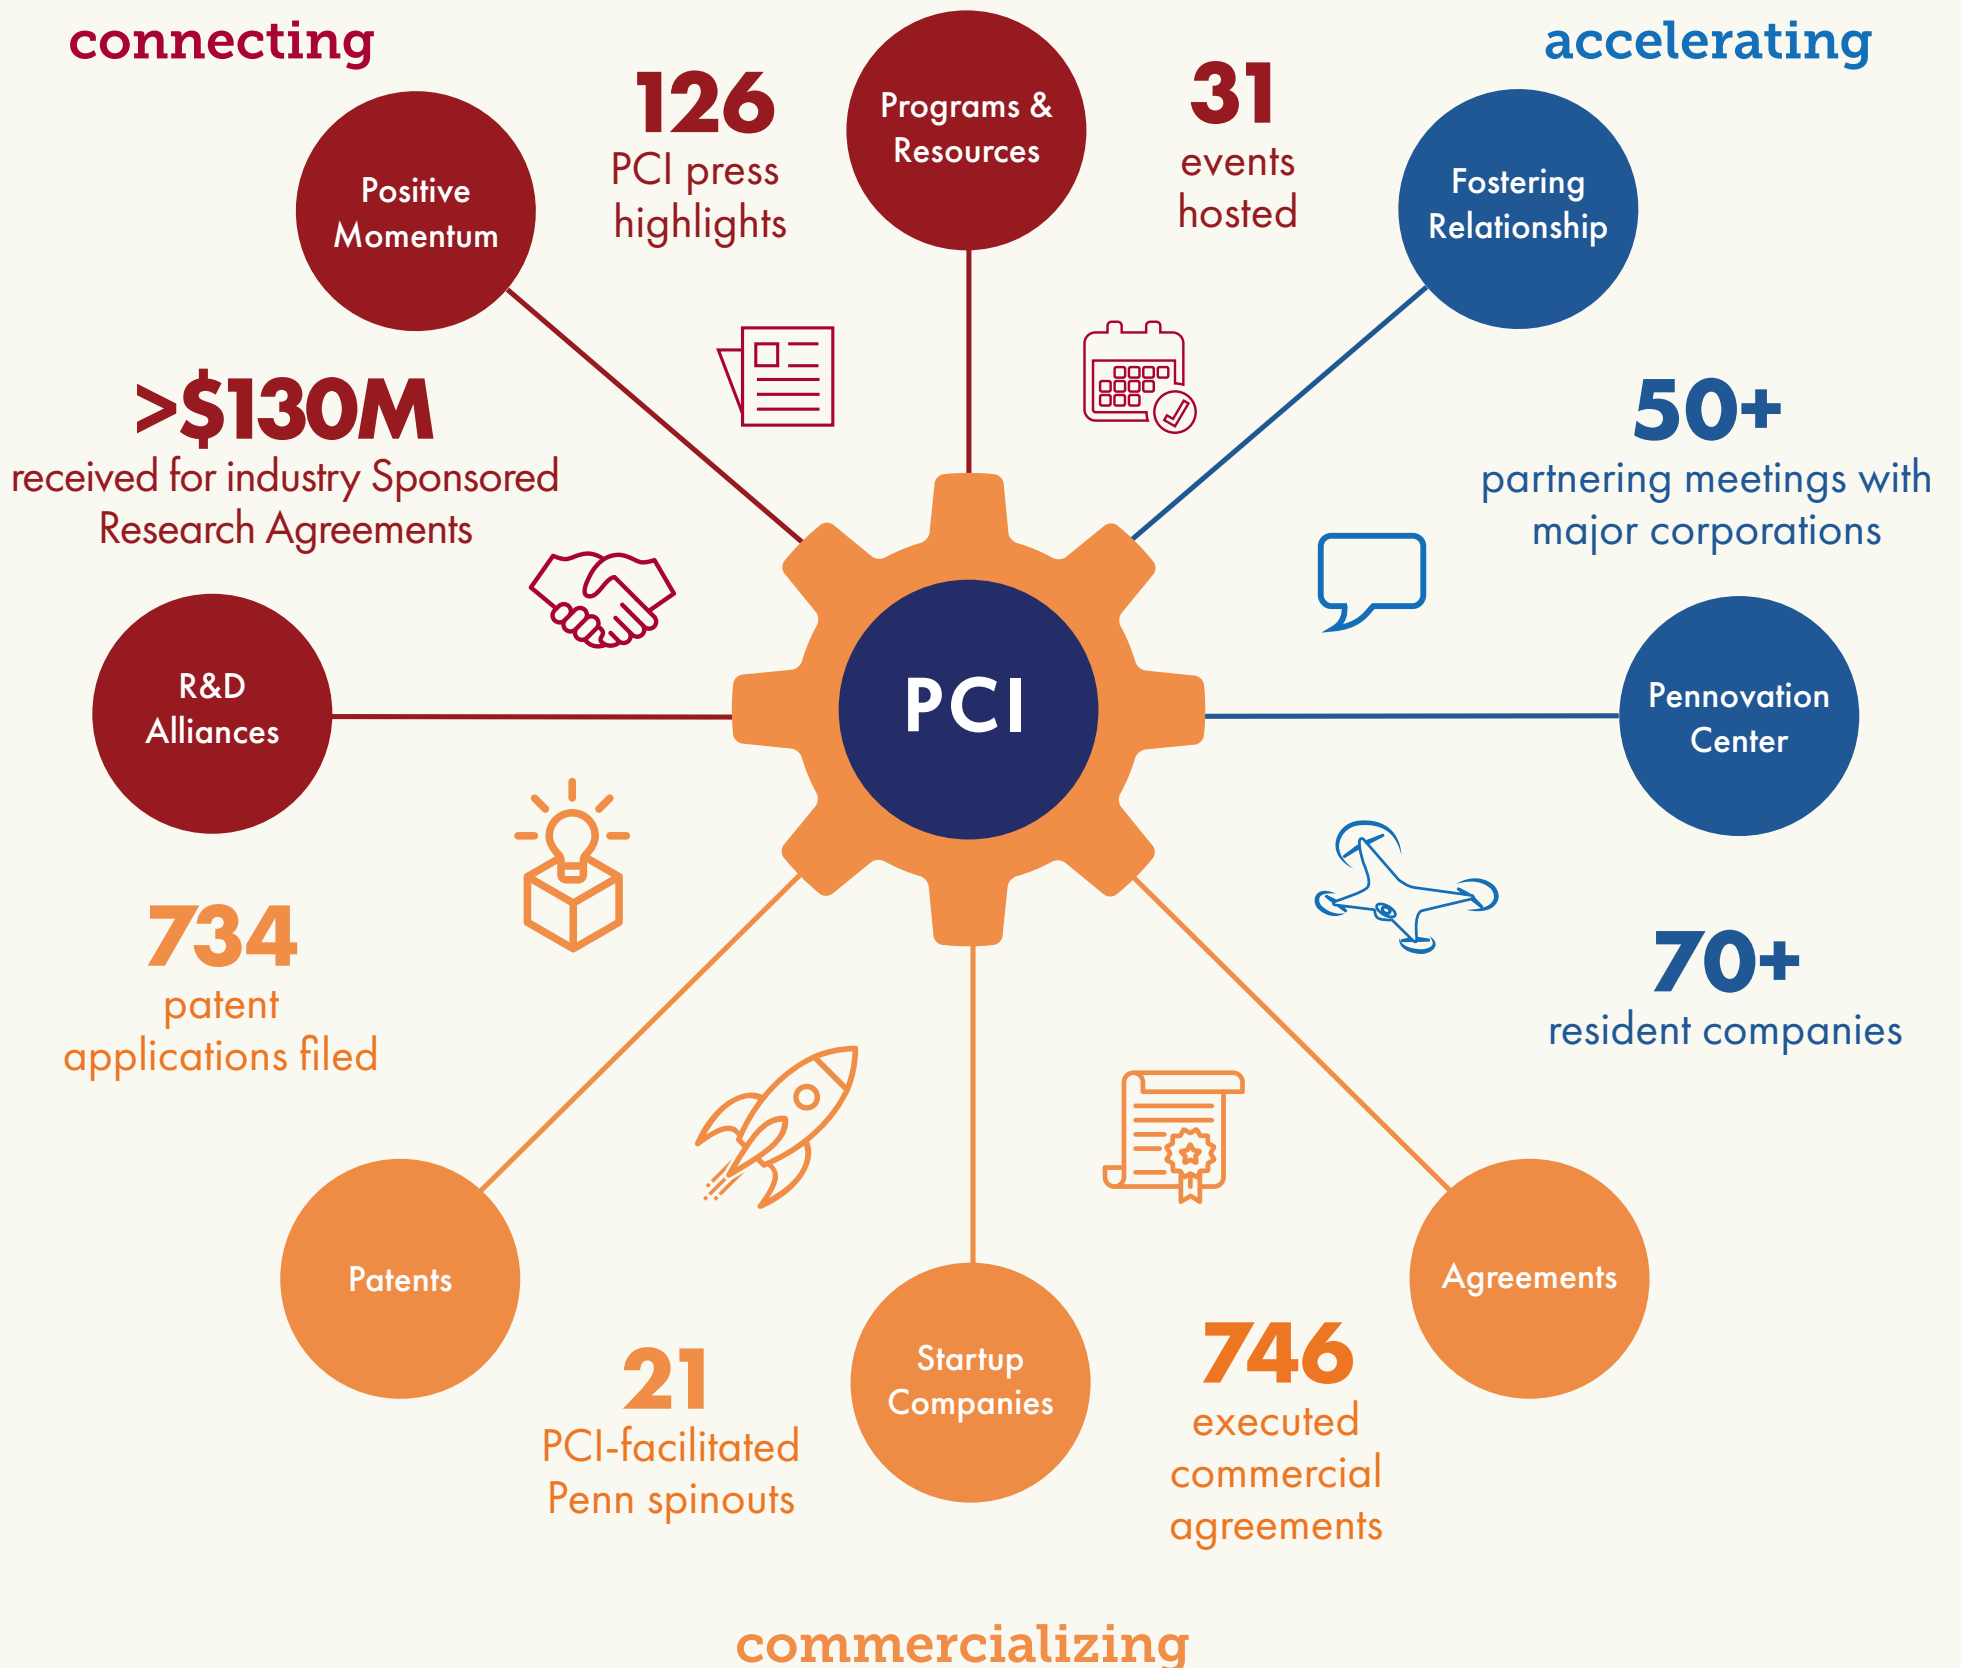 connecting
accelerating
Positive
Momentum
126
PCI press
highlights
Programs &
Resources
31
events
hosted
Fostering
Relationship
>$130M
received for industry Sponsored
Research Agreements
50+
partnering meetings with
major corporations
R&D
Alliances
PCI
Pennovation
Center
734
patent
applications filed
70+
resident companies
Patents
21
PCI-facilitated
Penn spinouts
Startup
Companies
746
executed
commercial
agreements
Agreements
commercializing